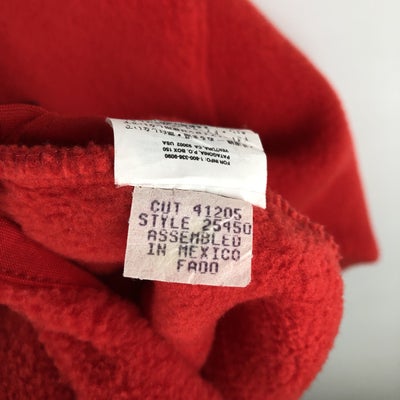 FOR INFO: 1-800-336-9090
PATAGONIA, P.O. BOX 150
VENTURA, CA 93002 USA
CUT 41205
STYLE 25450
ASSEMBLED
IN MEXICO
FADO